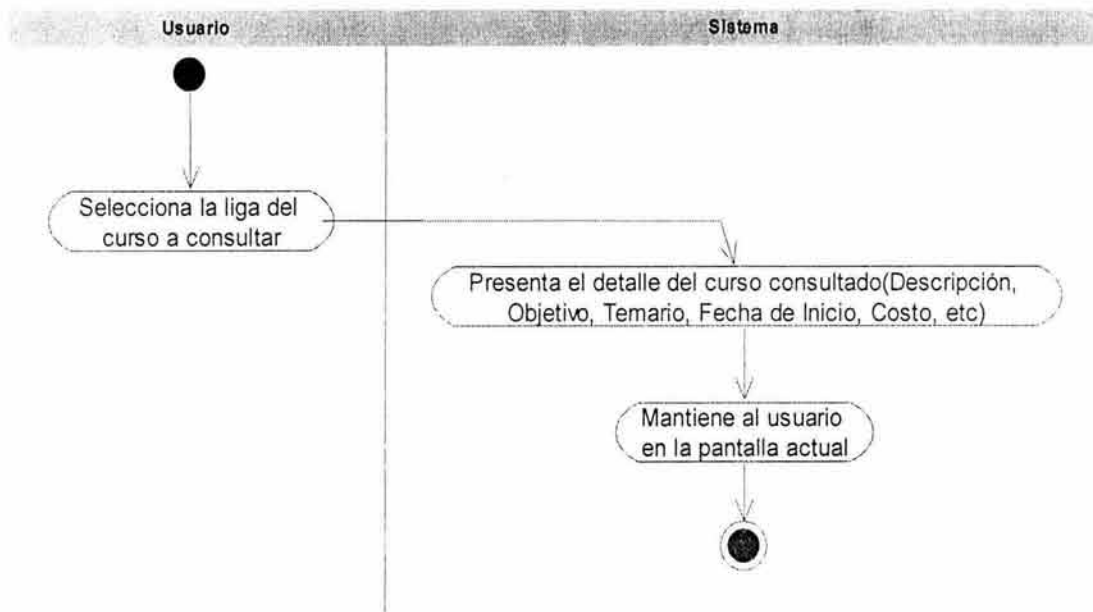 Usuario
Sistema
Selecciona la liga del
curso a consultar
Presenta el detalle del curso consultado(Descripción,
Objetivo, Temario, Fecha de Inicio, Costo, etc)
Mantiene al usuario
en la pantalla actual